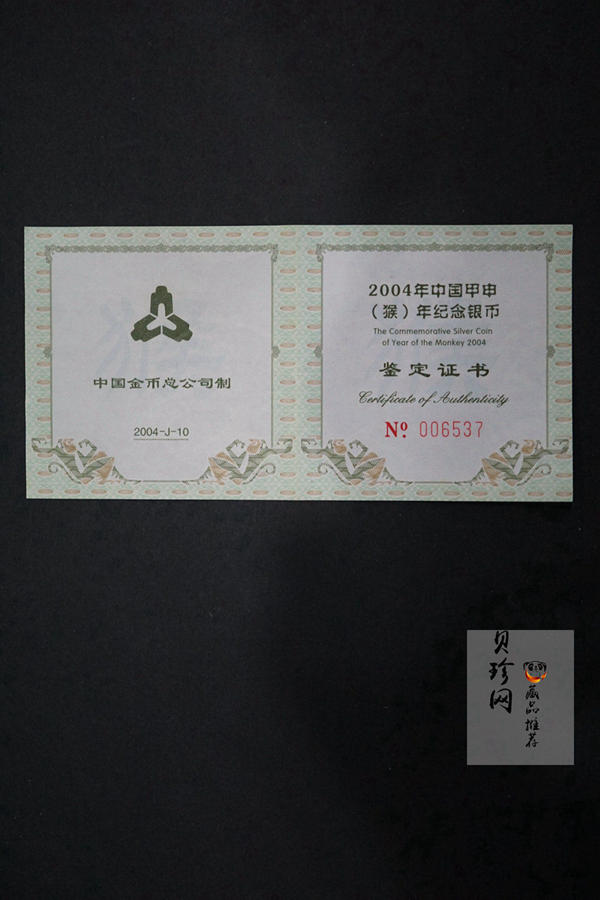 中国金币总公司制
2004-J-10
2004年中国甲申
（猴）年纪念银币
The Commemorative Silver Coin
of Year of the Monkey 2004
鉴定证书
Certificate of Authenticity
Nº. 006537
贝珍网
藏品推荐